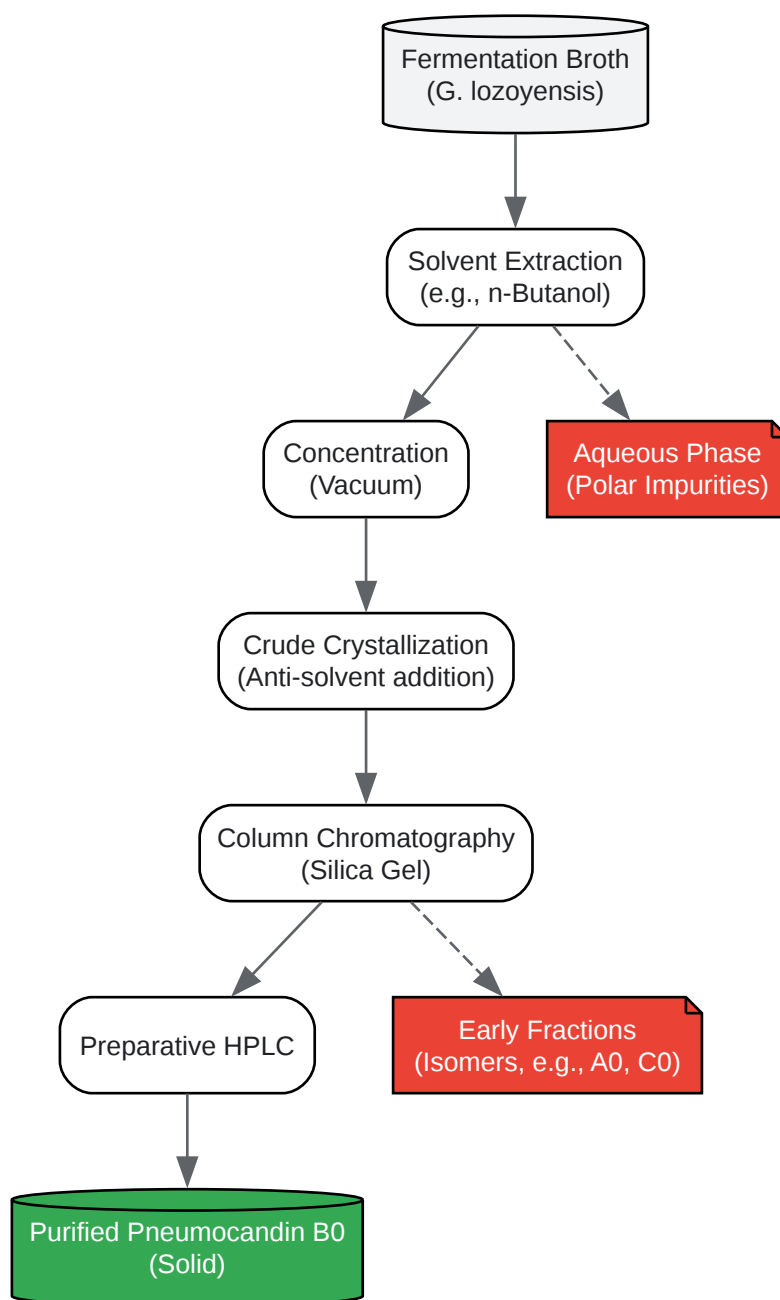 Fermentation Broth
(G. lozoyensis)
Solvent Extraction
(e.g., n-Butanol)
Concentration
(Vacuum)
Aqueous Phase
(Polar Impurities)
Crude Crystallization
(Anti-solvent addition)
Column Chromatography
(Silica Gel)
Preparative HPLC
Early Fractions
(Isomers, e.g., A0, C0)
Purified Pneumocandin B0
(Solid)